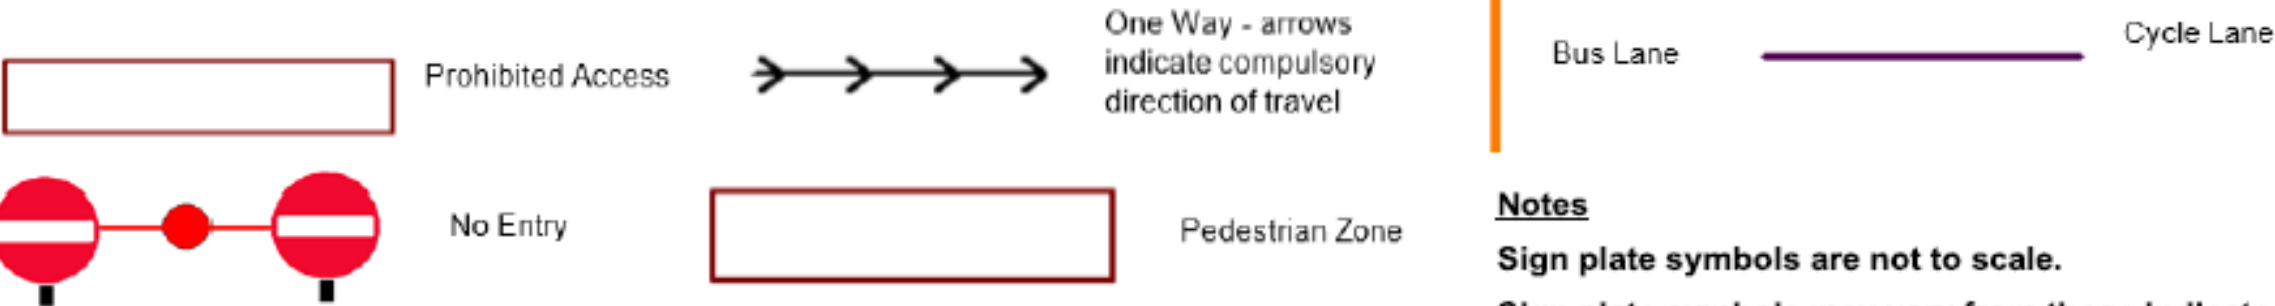 Prohibited Access
One Way - arrows
indicate compulsory
direction of travel
Bus Lane
Cycle Lane
No Entry
Pedestrian Zone
Notes
Sign plate symbols are not to scale.